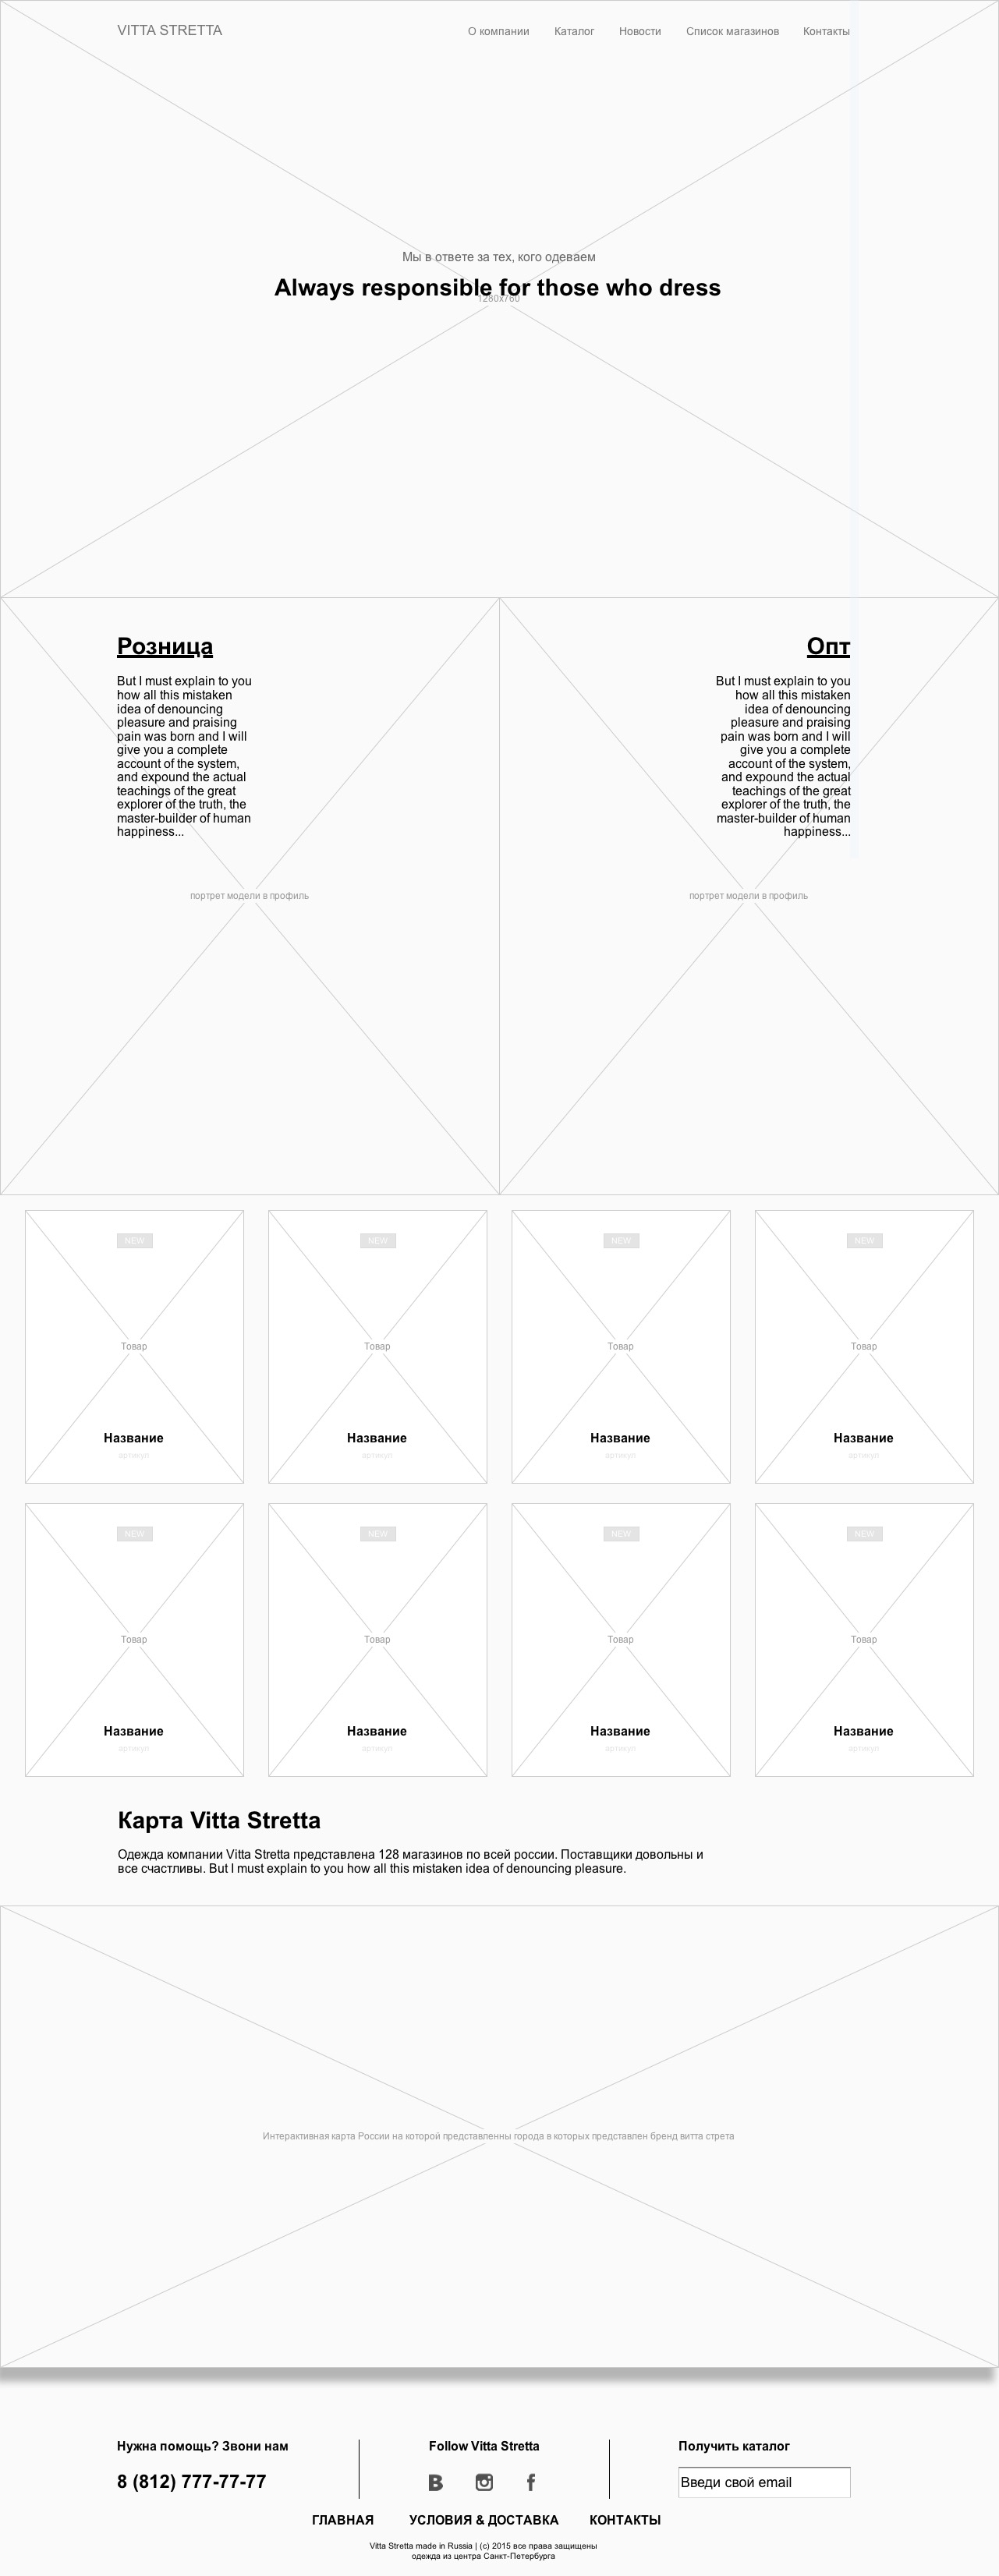 VITTA STRETTA
О компании Каталог Новости Список магазинов Контакты
Мы в ответе за тех, кого одеваем
Always responsible for those who dress
1280x760
Розница
But I must explain to you
how all this mistaken
idea of denouncing
pleasure and praising
pain was born and I will
give you a complete
account of the system,
and expound the actual
teachings of the great
explorer of the truth, the
master-builder of human
happiness...
портрет модели в профиль
Опт
But I must explain to you
how all this mistaken
idea of denouncing
pleasure and praising
pain was born and I will
give you a complete
account of the system,
and expound the actual
teachings of the great
explorer of the truth, the
master-builder of human
happiness...
портрет модели в профиль
NEW NEW NEW NEW
Товар Товар Товар Товар
Название Название Название Название
артикул артикул артикул артикул
NEW NEW NEW NEW
Товар Товар Товар Товар
Название Название Название Название
артикул артикул артикул артикул
Карта Vitta Stretta
Одежда компании Vitta Stretta представлена 128 магазинов по всей россии. Поставщики довольны и
все счастливы. But I must explain to you how all this mistaken idea of denouncing pleasure.
Интерактивная карта России на которой представленны города в которых представлен бренд витта стрета
Нужна помощь? Звони нам
8 (812) 777-77-77
Follow Vitta Stretta
Получить каталог
Введи свой email
ГЛАВНАЯ УСЛОВИЯ & ДОСТАВКА КОНТАКТЫ
Vitta Stretta made in Russia | (c) 2015 все права защищены
одежда из центра Санкт-Петербурга